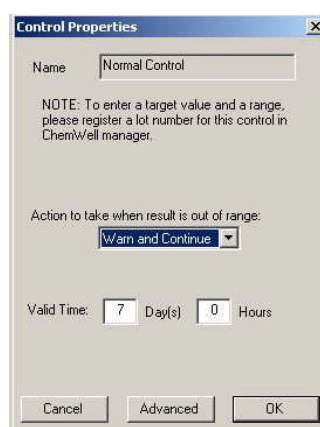 Control Properties
Name Normal Control
NOTE: To enter a target value and a range,
please register a lot number for this control in
ChemWell manager.
Action to take when result is out of range:
Warn and Continue
Valid Time: 7 Day(s) 0 Hours
Cancel Advanced OK